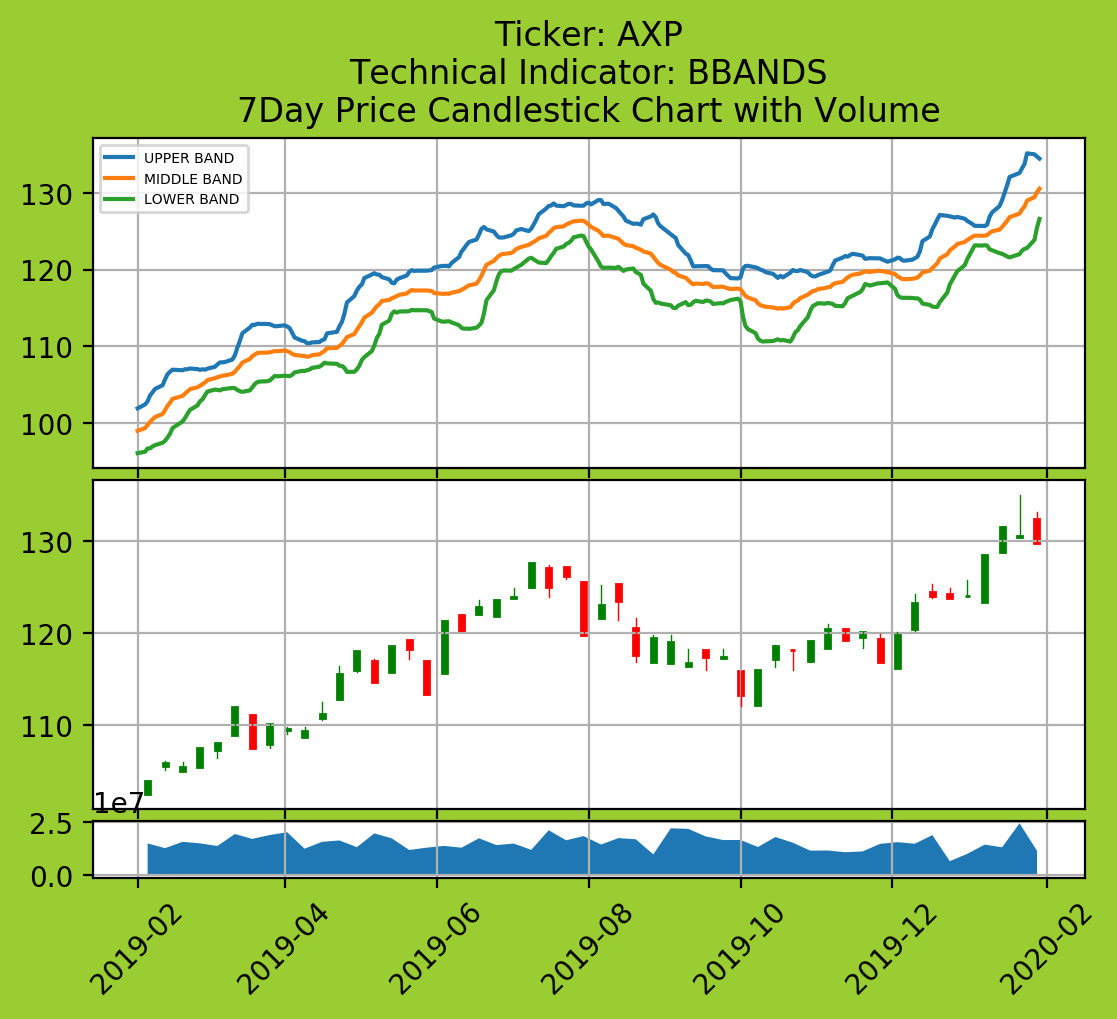 Ticker: AXP
Technical Indicator: BBANDS
7Day Price Candlestick Chart with Volume
UPPER BAND
MIDDLE BAND
LOWER BAND
130
120
110
100
130
120
110
1e7
2.5
0.0
2019-02
2019-04
2019-06
2019-08
2019-10
2019-12
2020-02